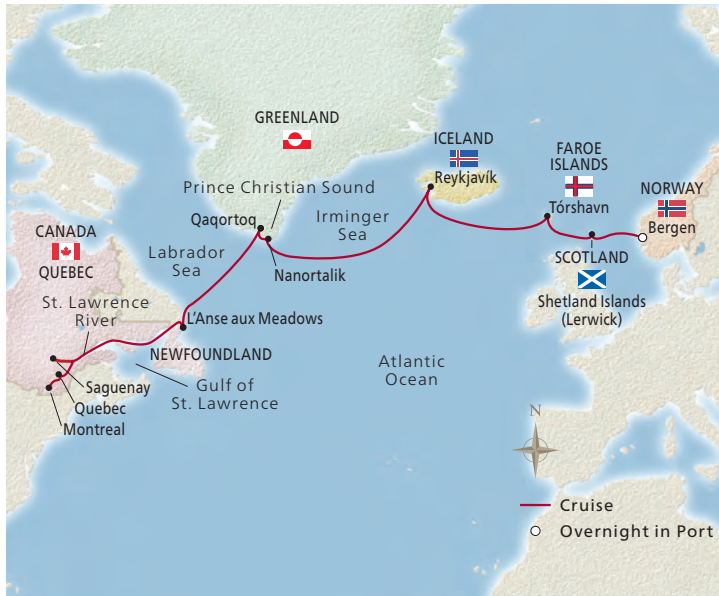 GREENLAND
ICELAND
Reykjavík
FAROE
ISLANDS
Tórshavn
NORWAY
Bergen
Prince Christian Sound
Qaqortoq
Irminger
Sea
Nanortalik
CANADA
QUEBEC
Labrador
Sea
SCOTLAND
Shetland Islands
(Lerwick)
St. Lawrence
River
L'Anse aux Meadows
NEWFOUNDLAND
Gulf of
St. Lawrence
Atlantic
Ocean
Saguenay
Quebec
Montreal
N
Cruise
Overnight in Port